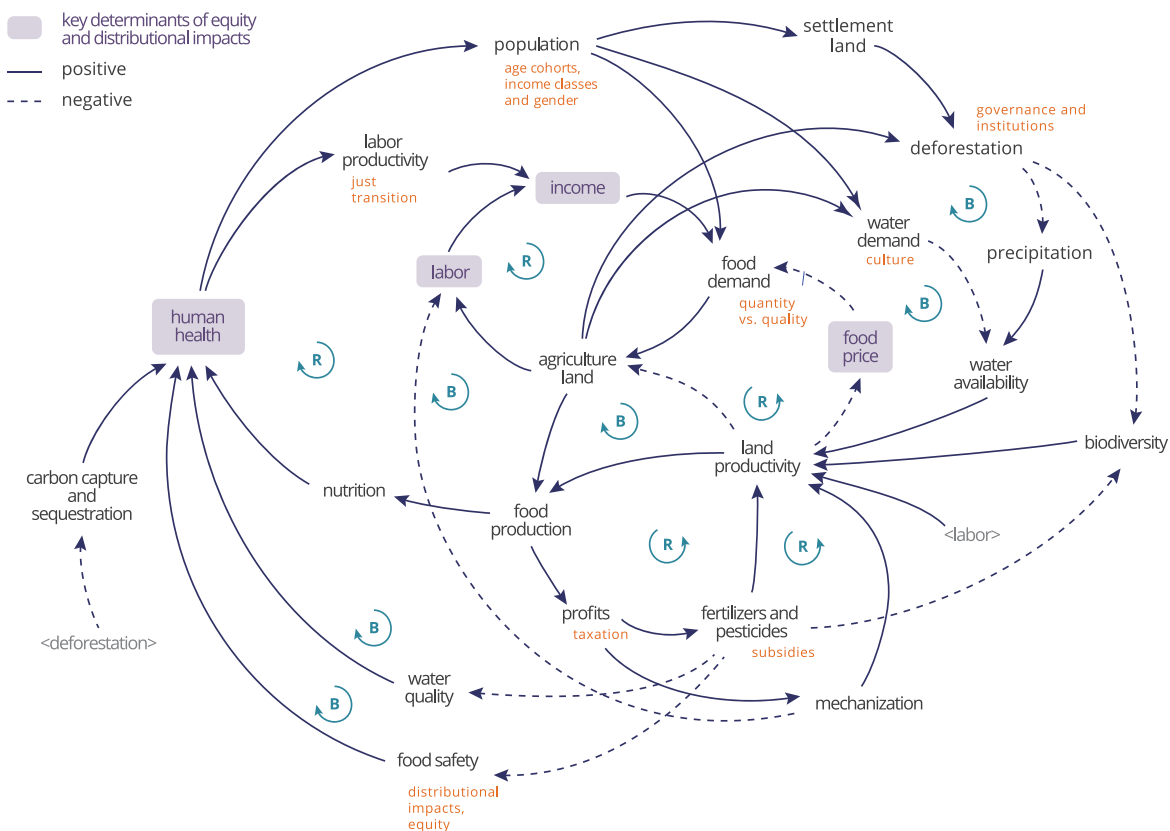 key determinants of equity
and distributional impacts
positive
negative
population
age cohorts,
income classes
and gender
settlement
land
governance and
institutions
deforestation
labor
productivity
just
transition
income
B
water
demand
culture
precipitation
labor
R
food
demand
quantity
vs. quality
B
human
health
food
price
R
agriculture
land
water
availability
B
R
B
land
productivity
biodiversity
carbon capture
and
sequestration
nutrition
food
production
<labor>
R
R
profits
taxation
fertilizers and
pesticides
subsidies
<deforestation>
B
water
quality
mechanization
B
food safety
distributional
impacts,
equity